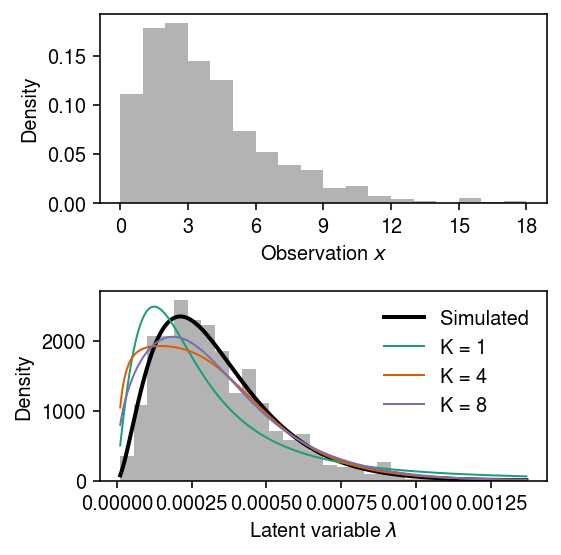 Density
0.15
0.10
0.05
0.00
0 3 6 9 12 15 18
Observation x
Density
2000
1000
0
Simulated
K = 1
K = 4
K = 8
0.00000 0.00025 0.00050 0.00075 0.00100 0.00125
Latent variable λ